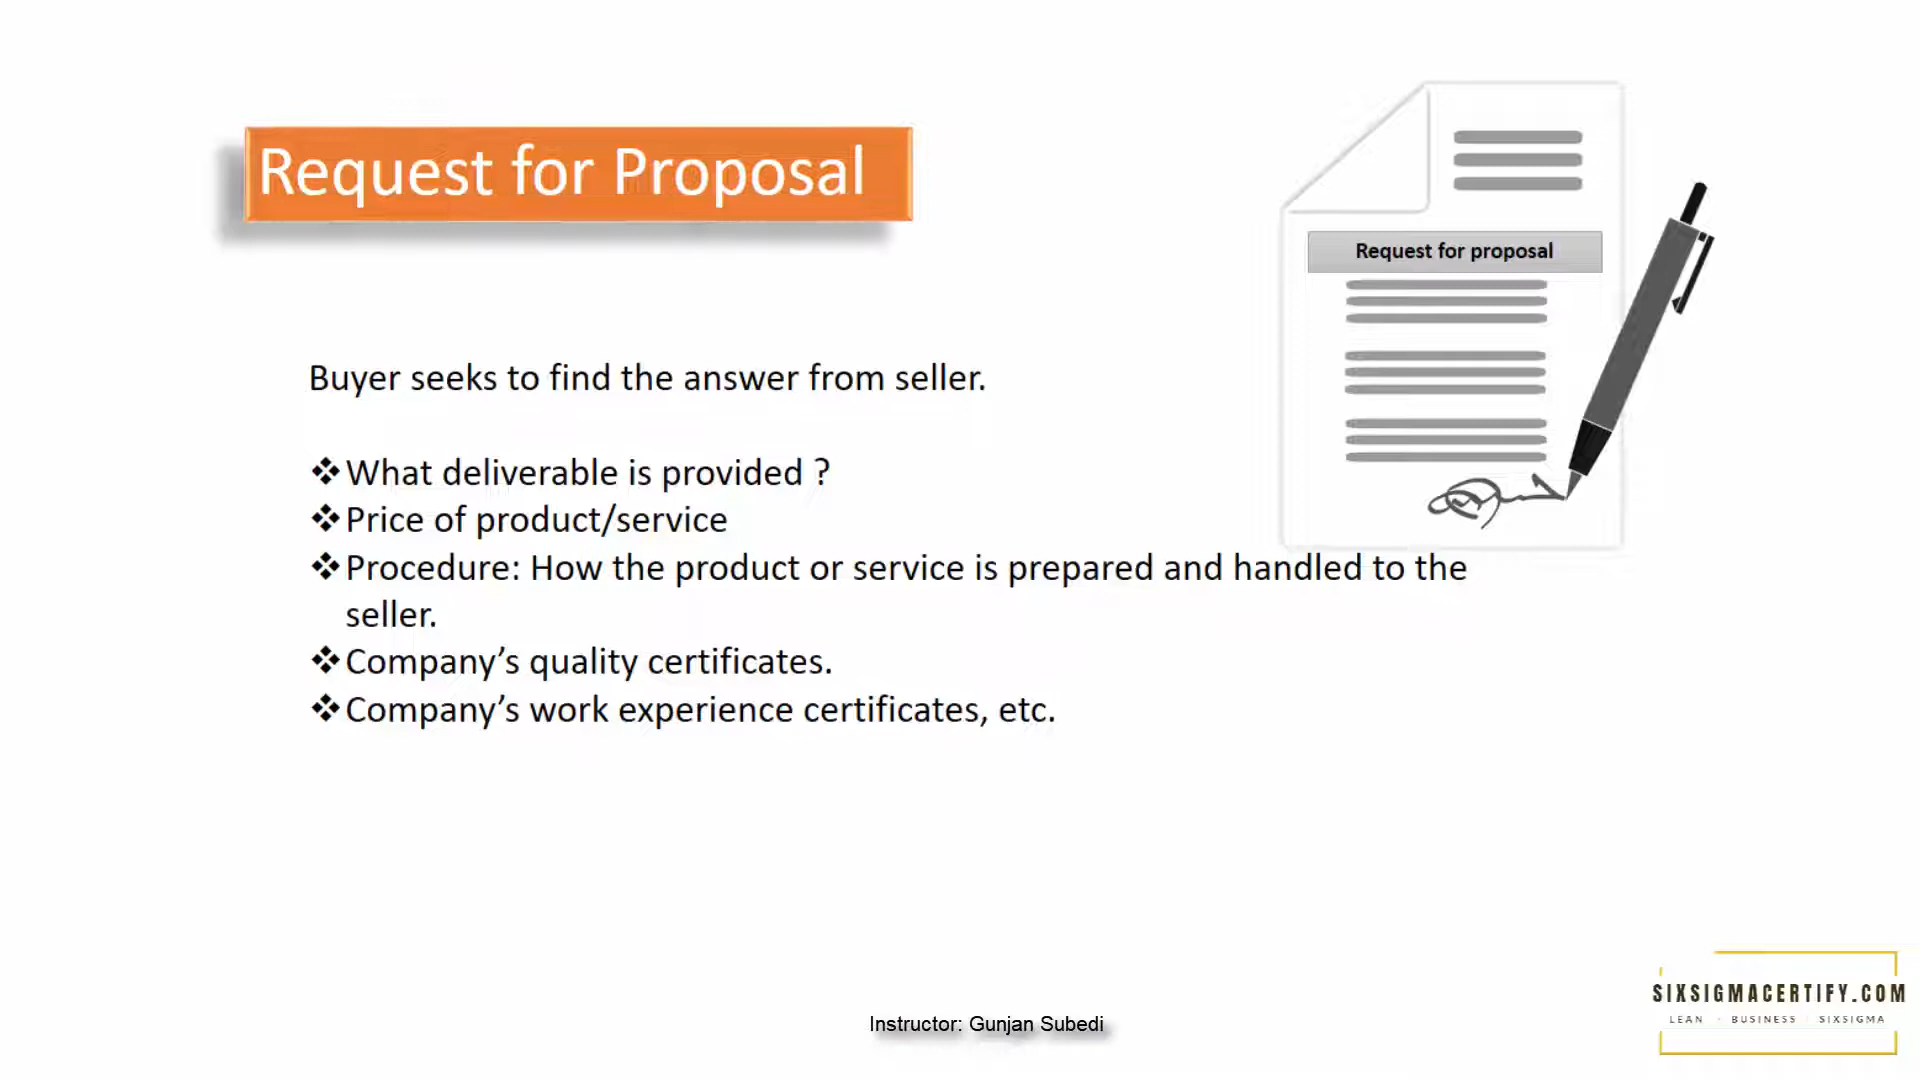 Request for Proposal
Request for proposal
Buyer seeks to find the answer from seller.
❖What deliverable is provided ?
❖Price of product/service
❖Procedure: How the product or service is prepared and handled to the
seller.
❖Company’s quality certificates.
❖Company’s work experience certificates, etc.
SIXSIGMACERTIFY.COM
LEAN · BUSINESS · SIXSIGMA
Instructor: Gunjan Subedi